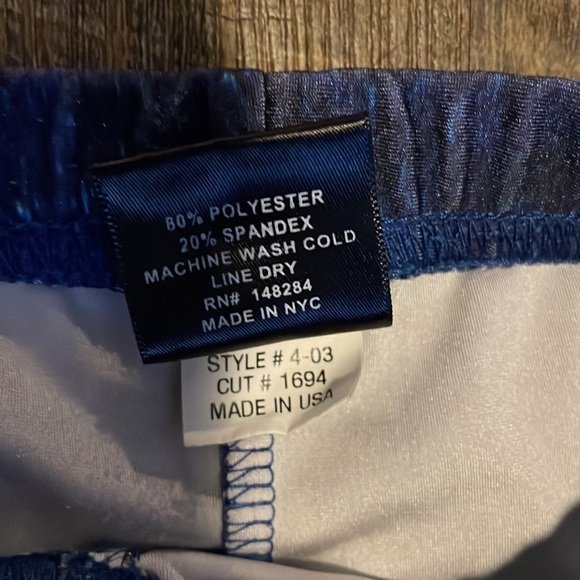 80% POLYESTER
20% SPANDEX
MACHINE WASH COLD
LINE DRY
RN# 148284
MADE IN NYC
STYLE # 4-03
CUT # 1694
MADE IN USA